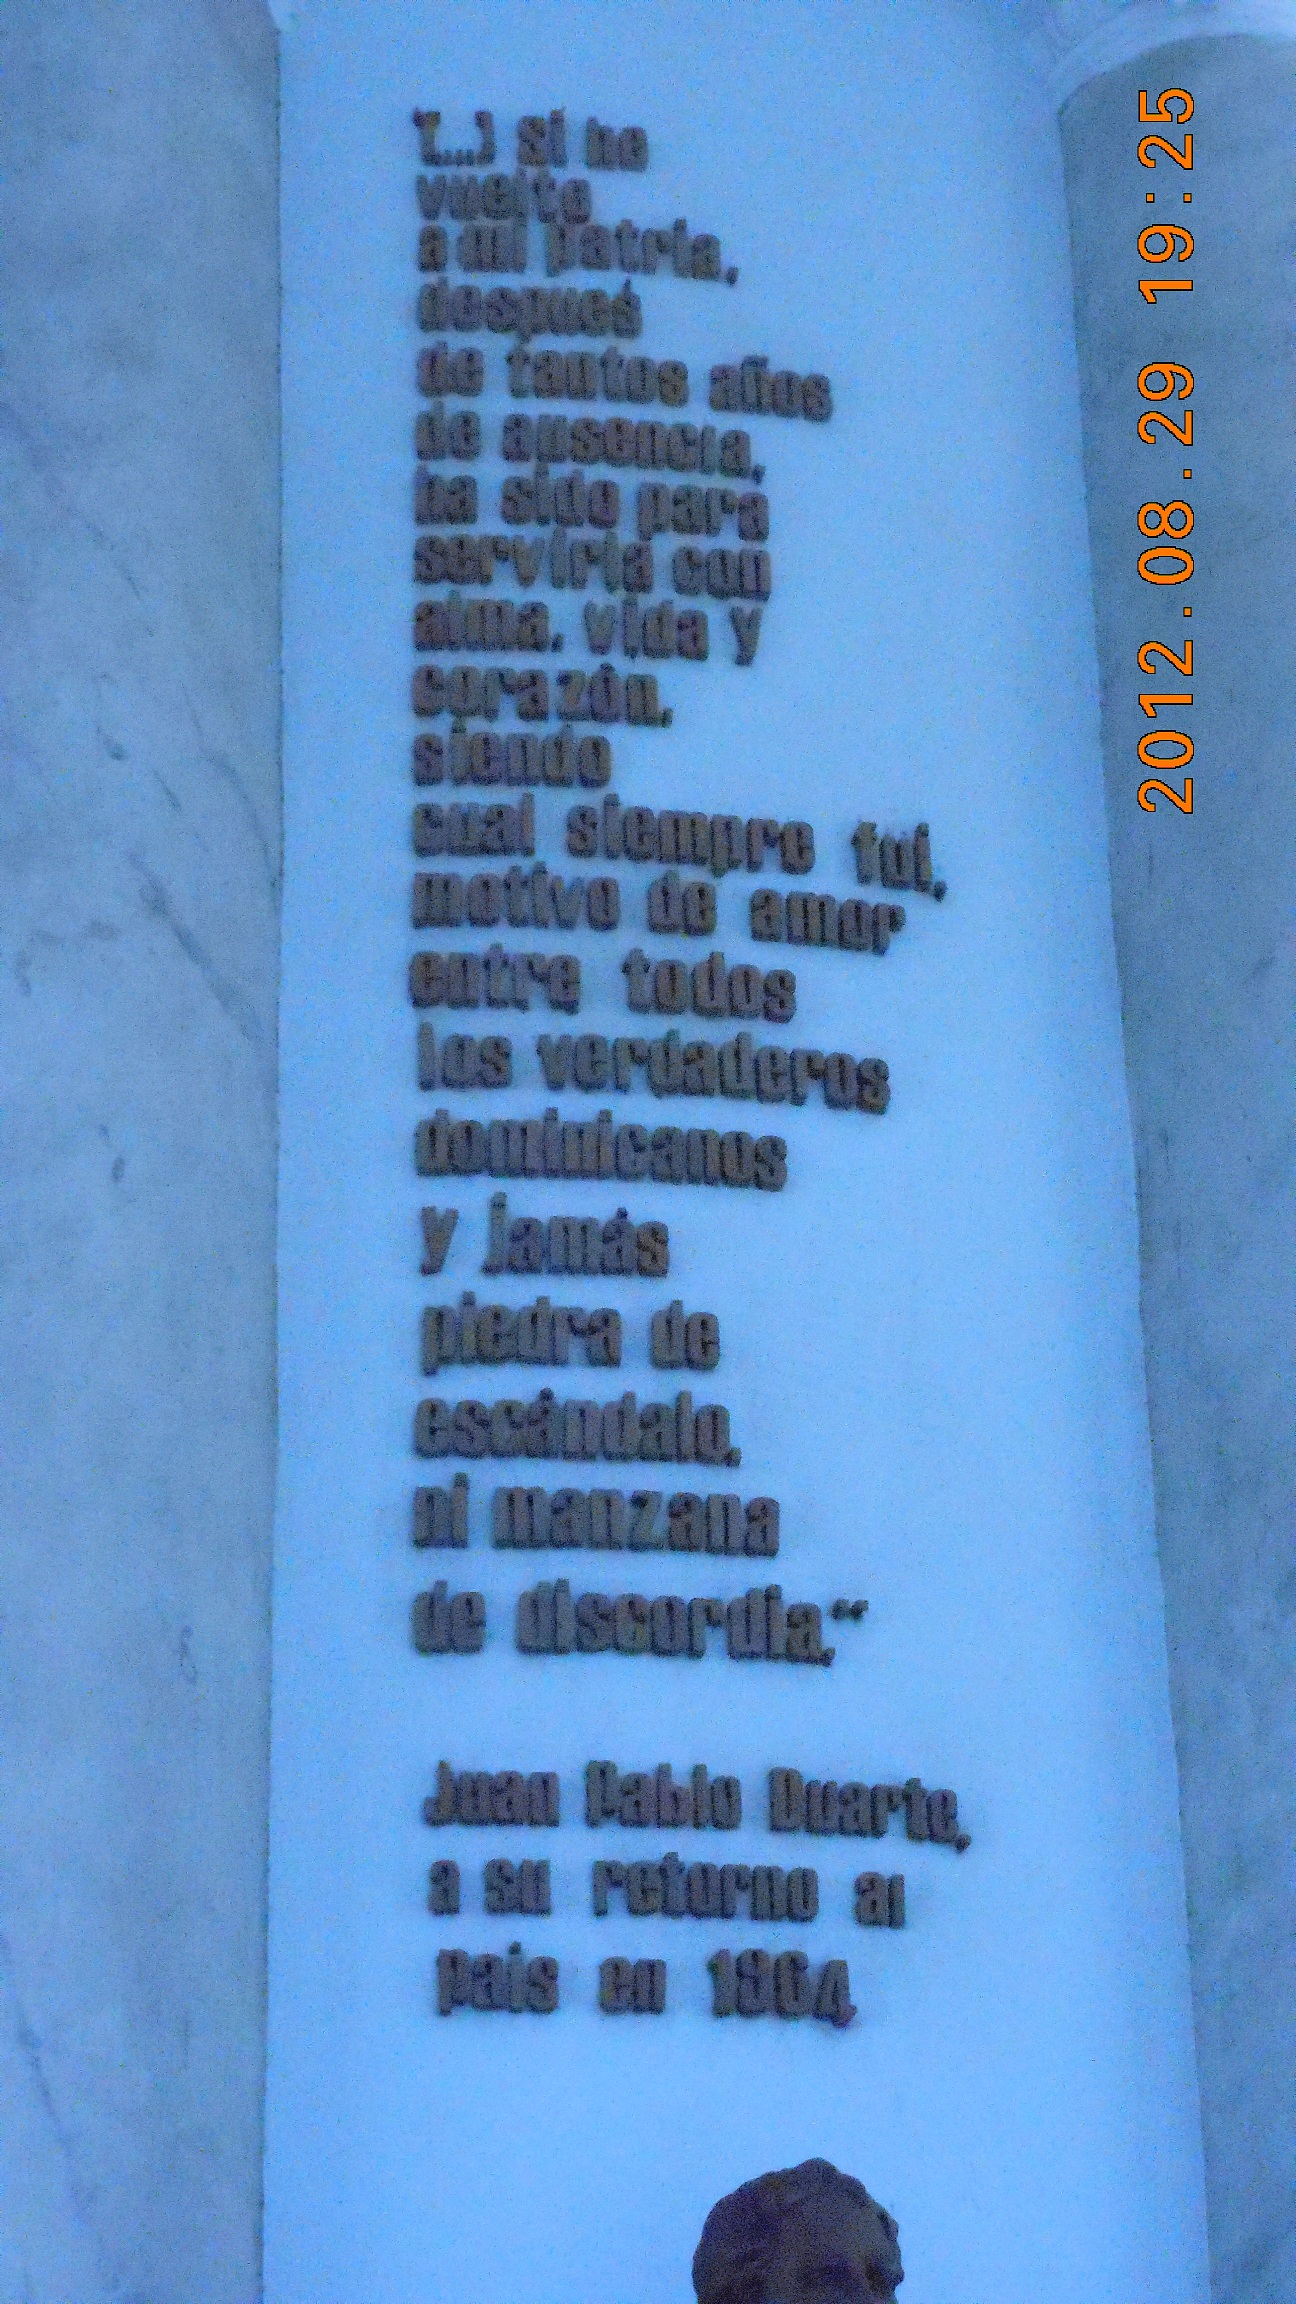 "[...] si he
vuelto
a mi patria,
después
de tantos años
de ausencia,
ha sido para
servirla con
alma, vida y
corazón,
siendo
cual siempre fui,
motivo de amor
entre todos
los verdaderos
dominicanos
y jamás
piedra de
escándalo,
ni manzana
de discordia."
Juan Pablo Duarte,
a su retorno al
país en 1964.
2012.08.29 19:25